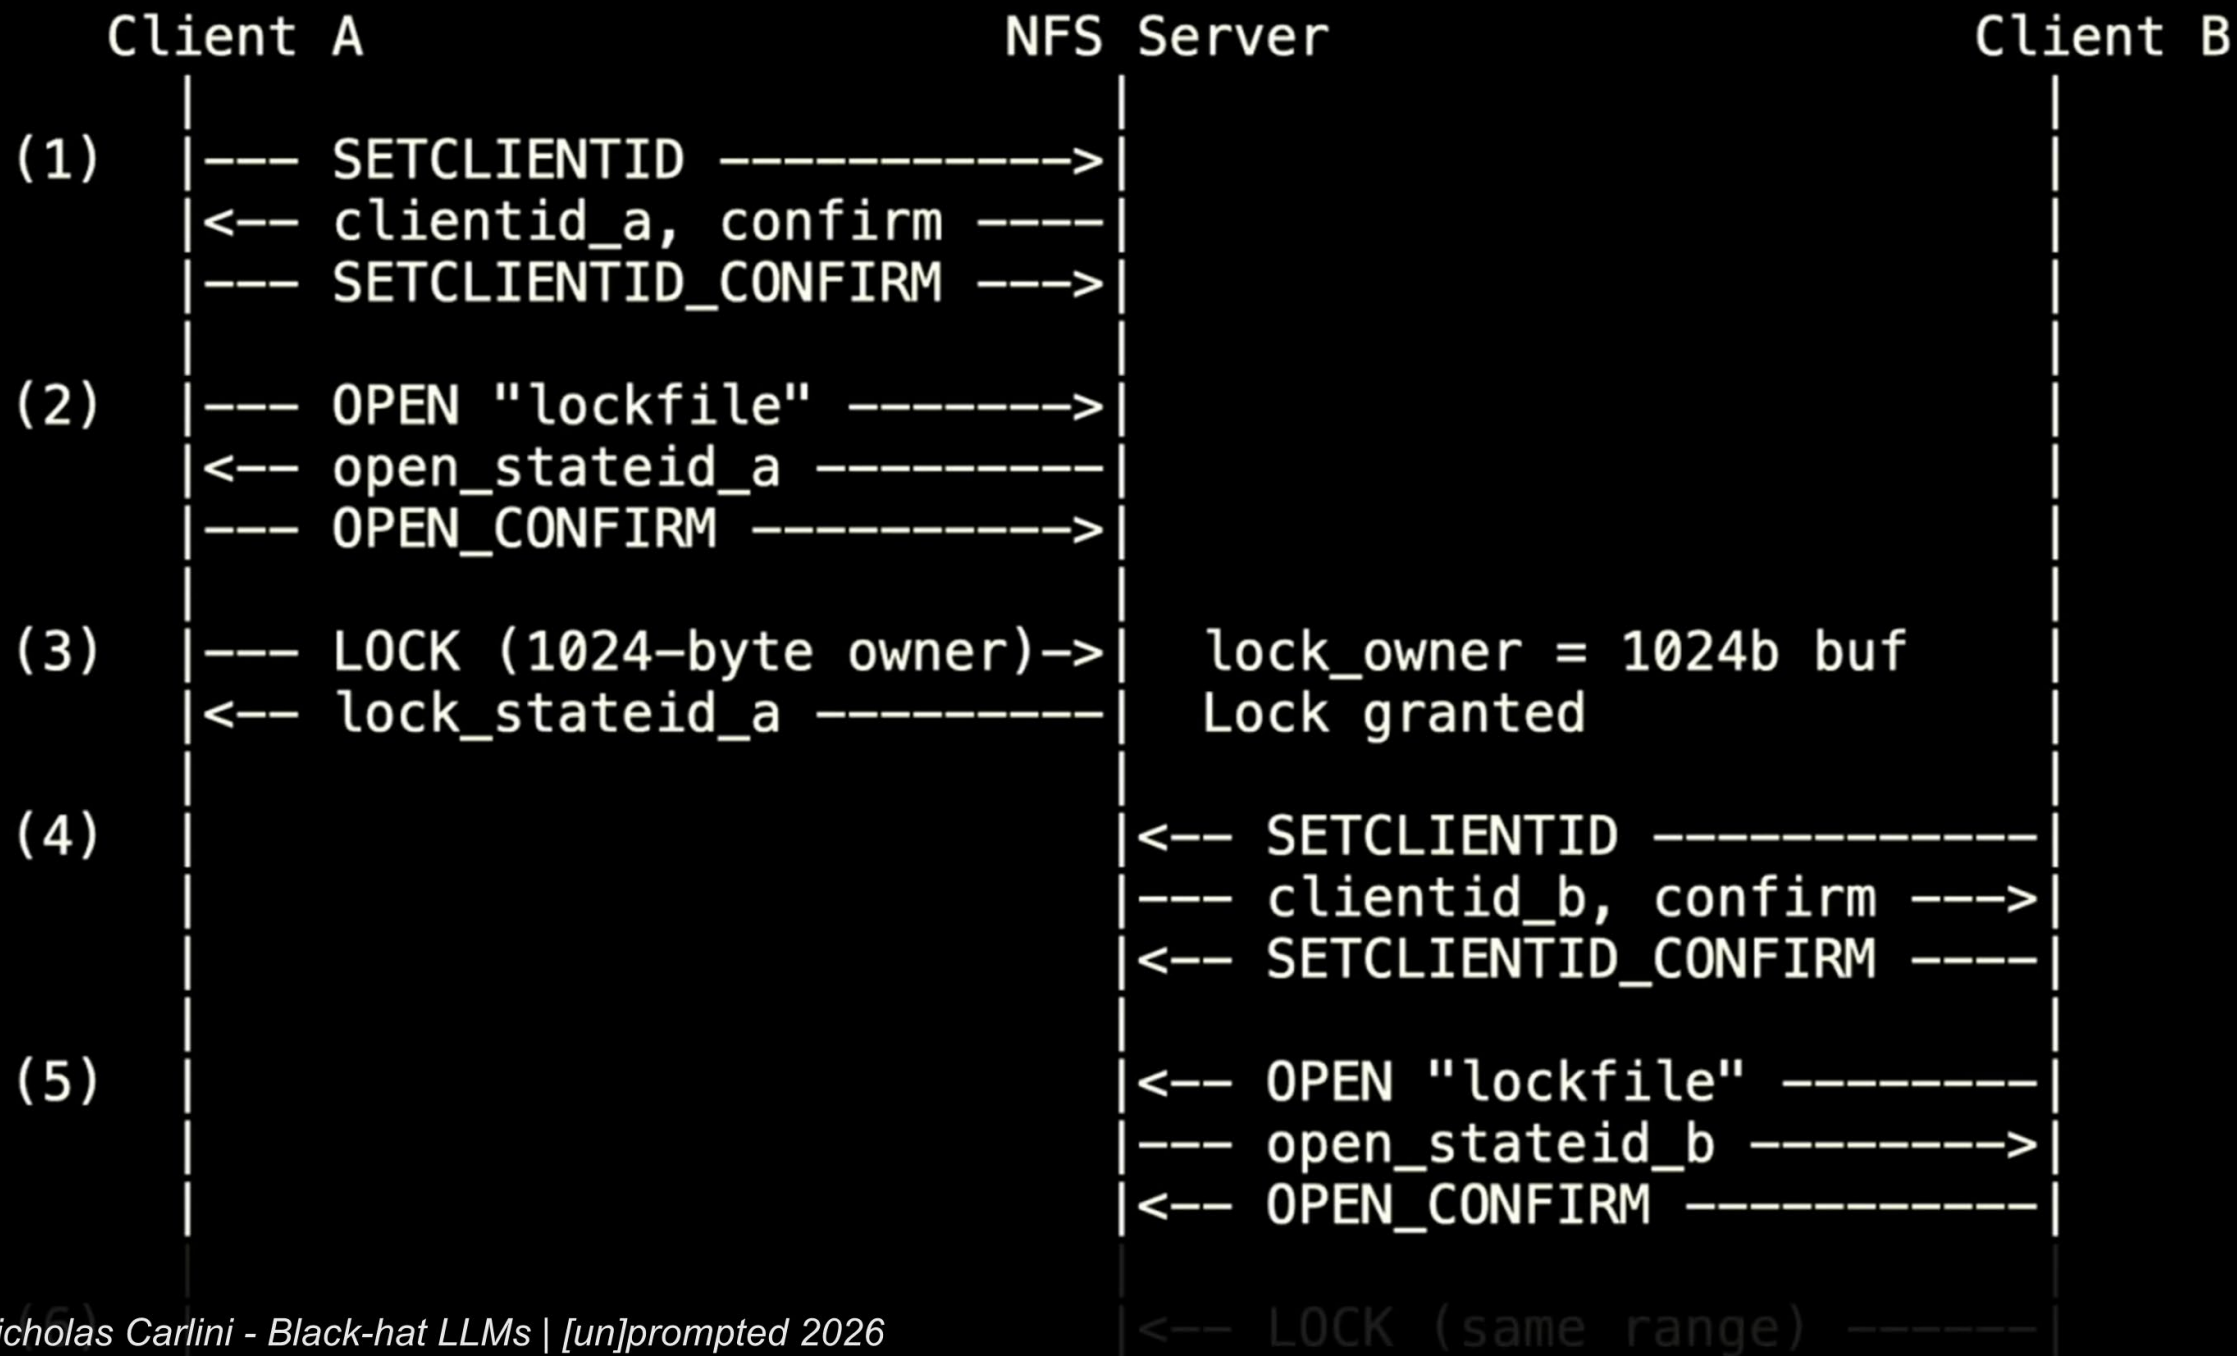 Client A NFS Server Client B
(1) |--- SETCLIENTID ----------->|
|<-- clientid_a, confirm ----|
|--- SETCLIENTID_CONFIRM --->|
(2) |--- OPEN "lockfile" ------->|
|<-- open_stateid_a ---------|
|--- OPEN_CONFIRM ---------->|
(3) |--- LOCK (1024-byte owner)->| lock_owner = 1024b buf
|<-- lock_stateid_a ---------| Lock granted
(4) |<-- SETCLIENTID ------------|
|--- clientid_b, confirm --->|
|<-- SETCLIENTID_CONFIRM ----|
(5) |<-- OPEN "lockfile" --------|
|--- open_stateid_b -------->|
|<-- OPEN_CONFIRM -----------|
(6) |<-- LOCK (same range) ------|
icholas Carlini - Black-hat LLMs | [un]prompted 2026